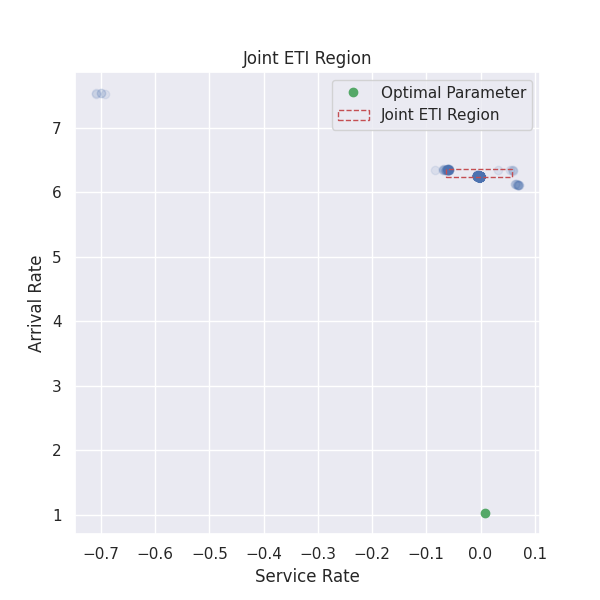 Joint ETI Region
Optimal Parameter
Joint ETI Region
Arrival Rate
7
6
5
4
3
2
1
−0.7 −0.6 −0.5 −0.4 −0.3 −0.2 −0.1 0.0 0.1
Service Rate